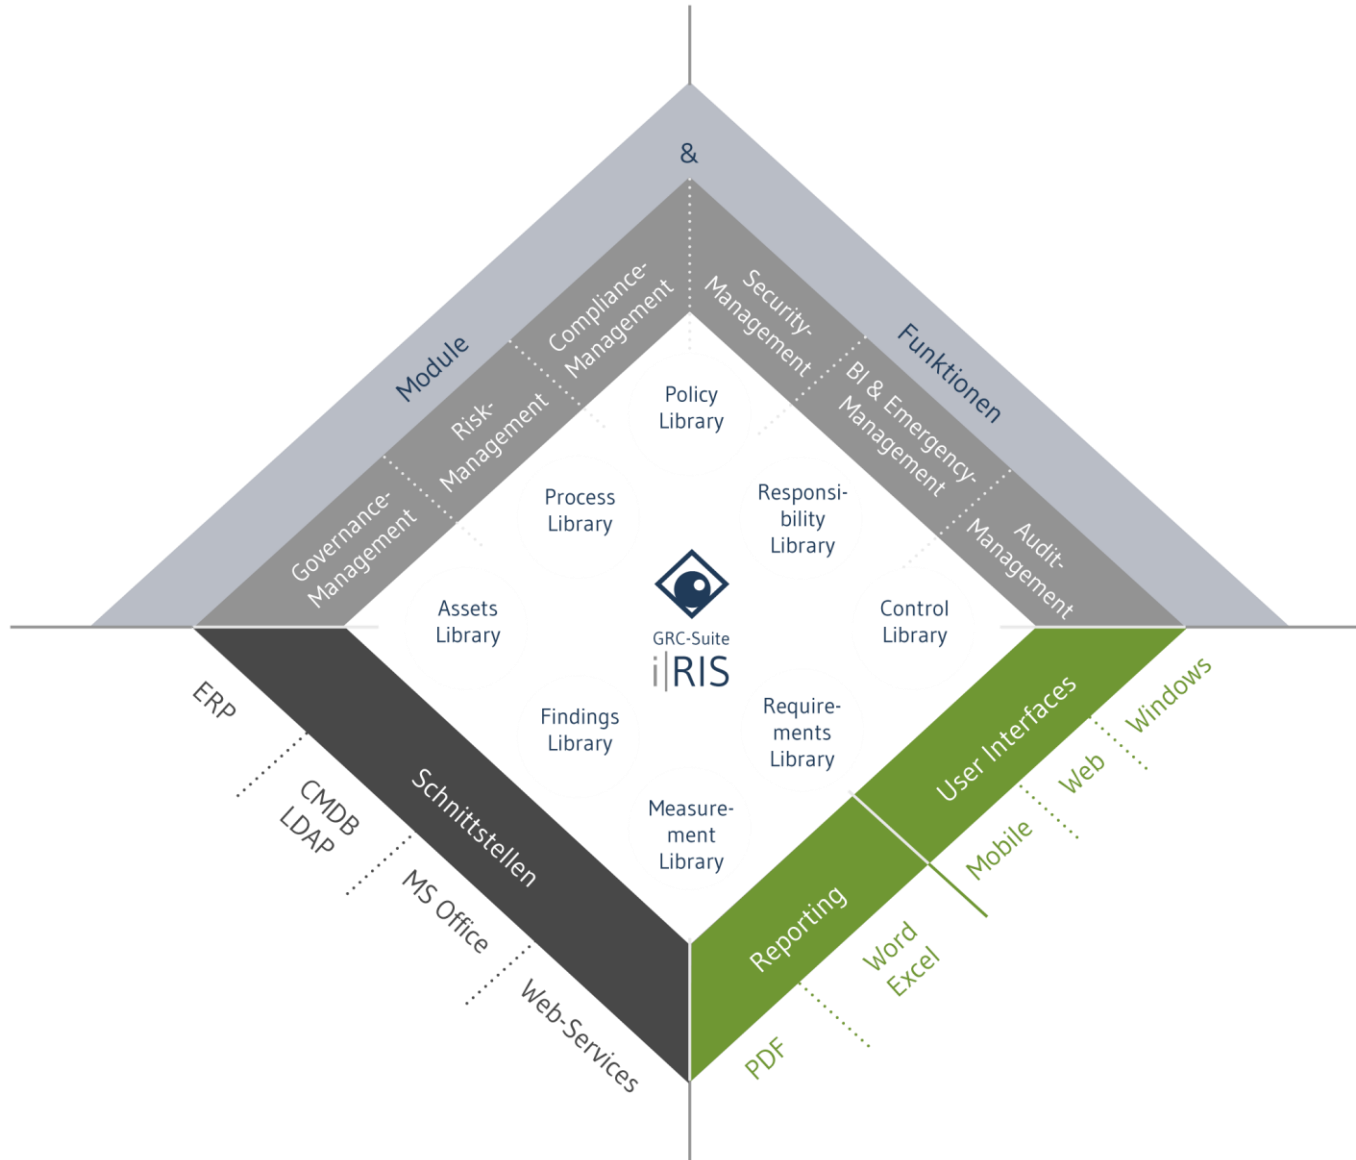 &
Module
Funktionen
Governance-
Management
Risk-
Management
Compliance-
Management
Security-
Management
BI & Emergency-
Management
Audit-
Management
Policy
Library
Process
Library
Responsi-
bility
Library
Assets
Library
GRC-Suite
i|RIS
Control
Library
Findings
Library
Require-
ments
Library
Measure-
ment
Library
Schnittstellen
ERP
CMDB
LDAP
MS Office
Web-Services
Reporting
User Interfaces
PDF
Word
Excel
Mobile
Web
Windows